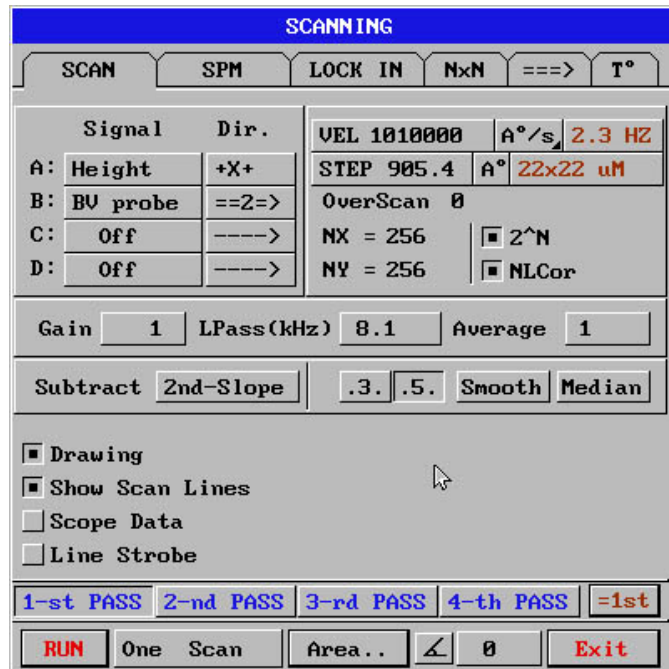 SCANNING
SCAN SPM LOCK IN NxN ===> T°
Signal Dir.
A: Height +X+
B: BV probe ==2=>
C: Off ---->
D: Off ---->
VEL 1010000 A°/s 2.3 HZ
STEP 905.4 A° 22x22 uM
OverScan 0
NX = 256 2^N
NY = 256 NLCor
Gain 1 LPass(kHz) 8.1 Average 1
Subtract 2nd-Slope .3. .5. Smooth Median
Drawing
Show Scan Lines
Scope Data
Line Strobe
1-st PASS 2-nd PASS 3-rd PASS 4-th PASS =1st
RUN One Scan Area.. ∡ 0 Exit